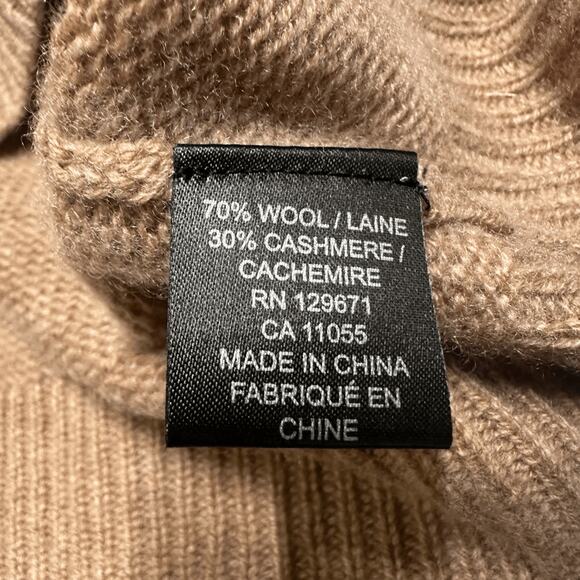 70% WOOL / LAINE
30% CASHMERE /
CACHEMIRE
RN 129671
CA 11055
MADE IN CHINA
FABRIQUÉ EN
CHINE